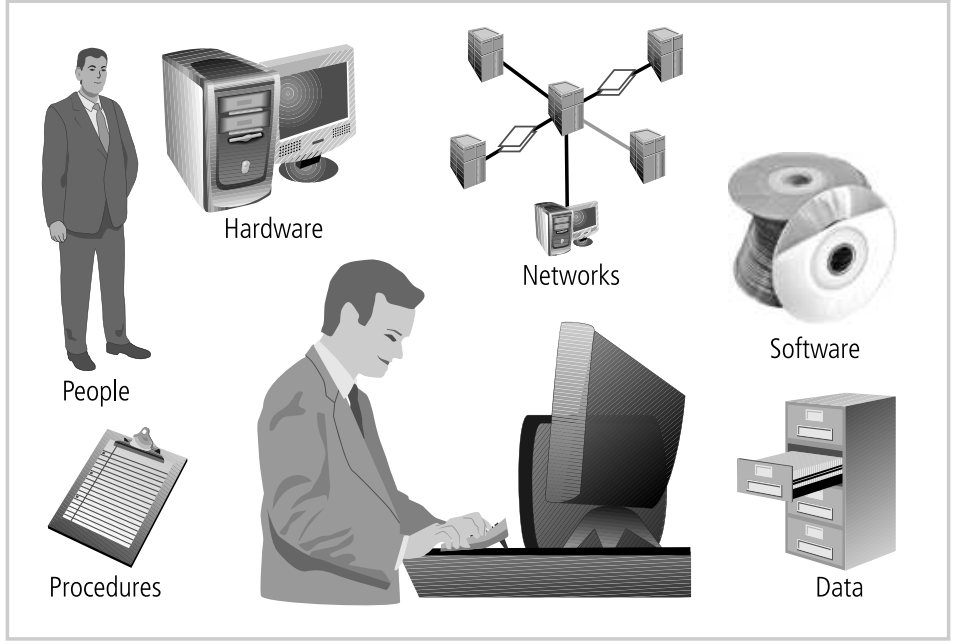 Hardware
Networks
Software
People
Procedures
Data